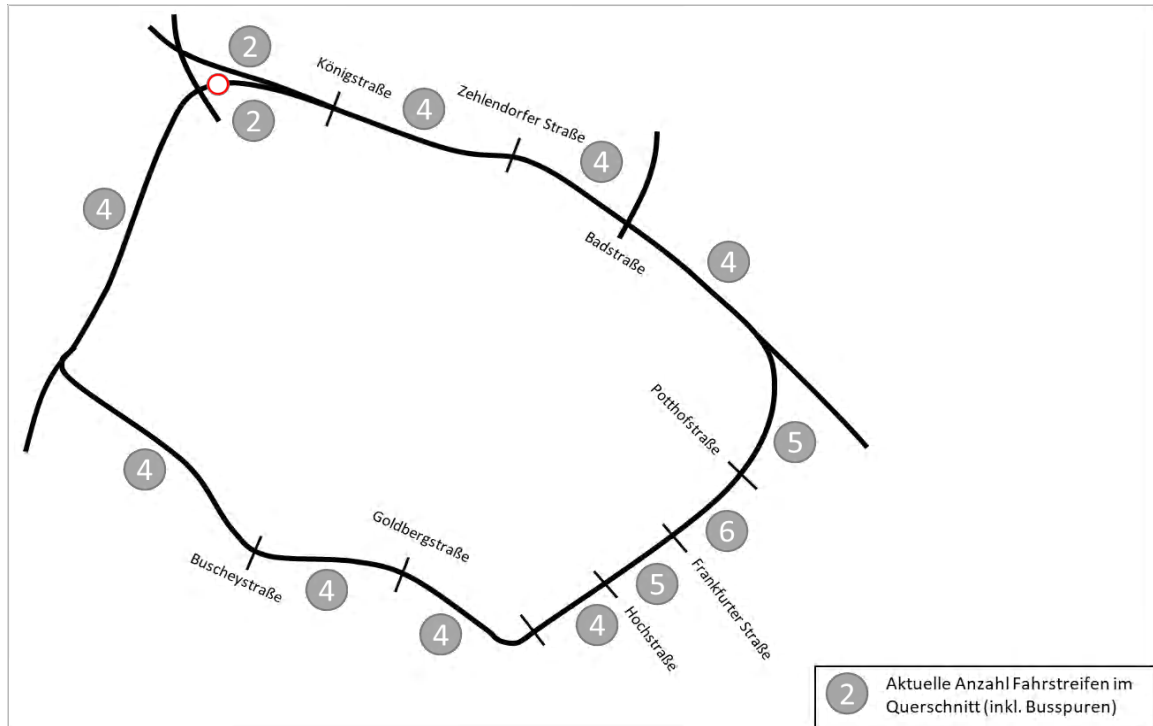 2
Königstraße
4
Zehlendorfer Straße
2
4
4
Badstraße
4
Potthofstraße
5
4
Goldbergstraße
6
Buscheystraße
4
4
4
5
Frankfurter Straße
Hochstraße
2
Aktuelle Anzahl Fahrstreifen im
Querschnitt (inkl. Busspuren)